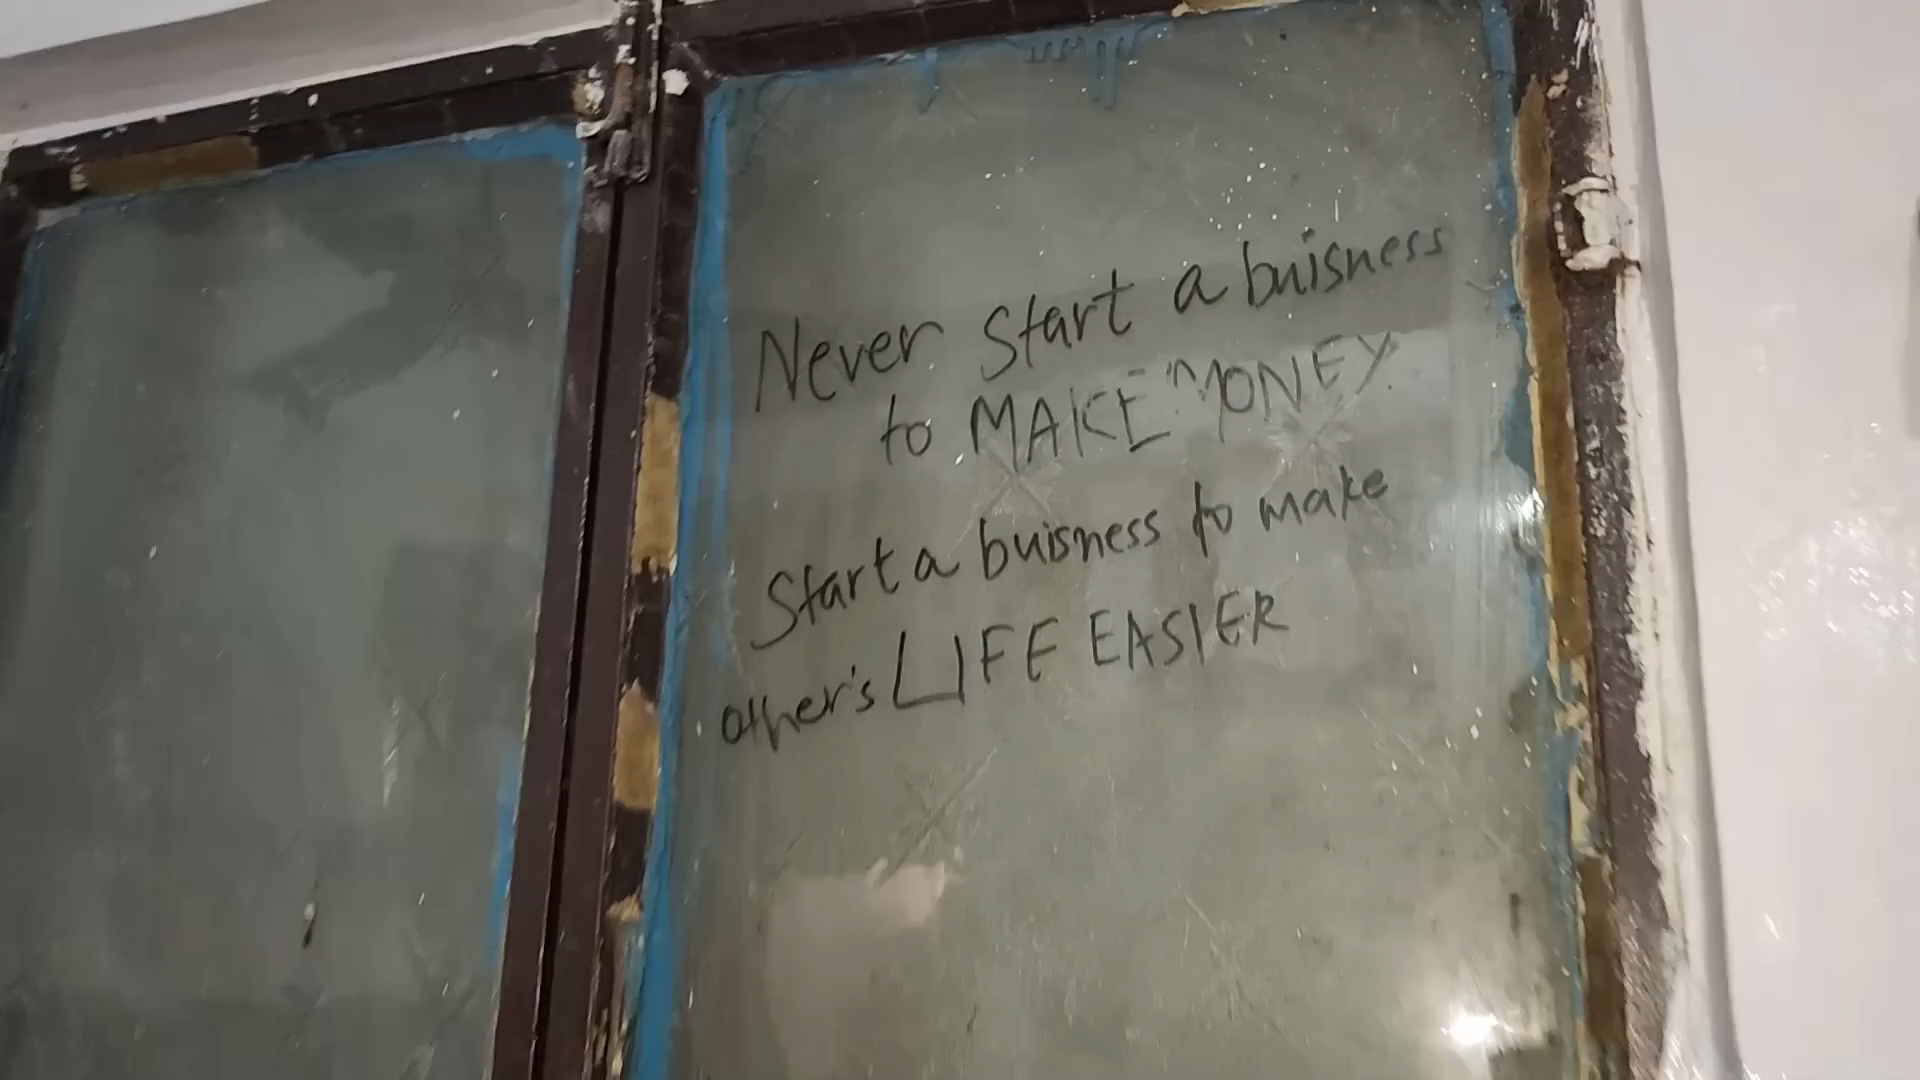 Never Start a buisness
to MAKE MONEY
Start a buisness to make
other's LIFE EASIER